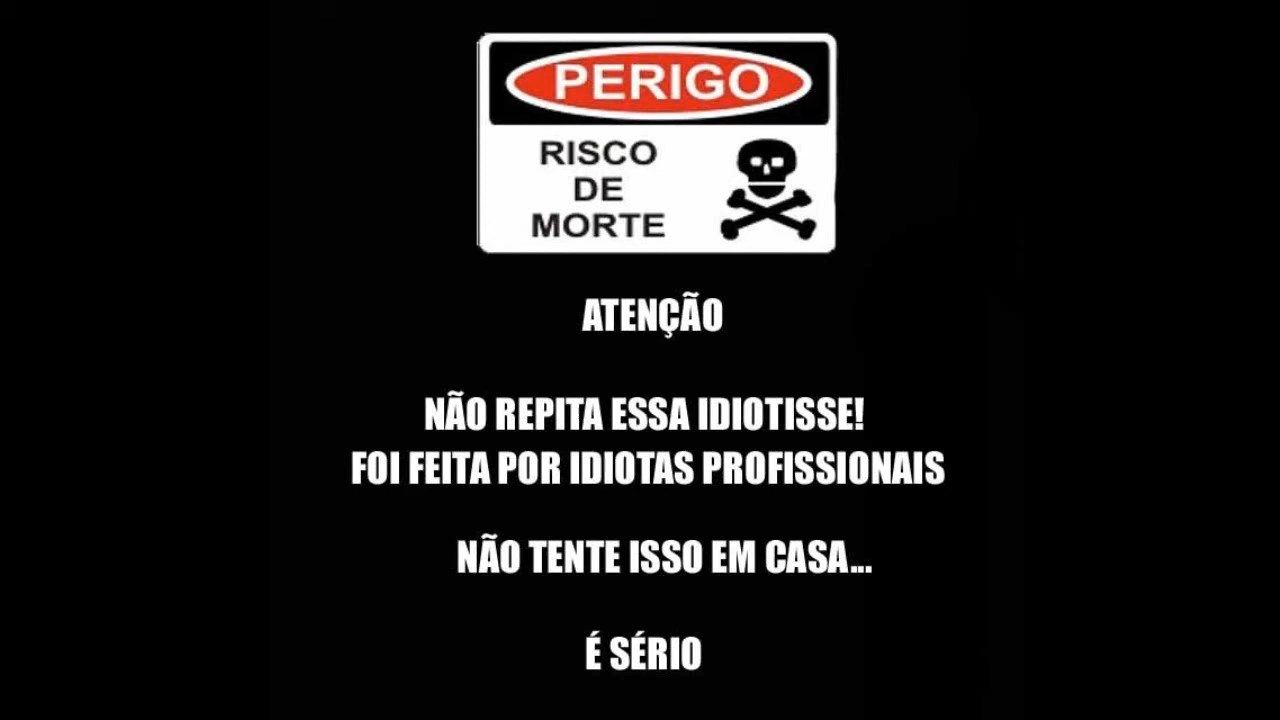 PERIGO
RISCO
DE
MORTE
ATENÇÃO
NÃO REPITA ESSA IDIOTISSE!
FOI FEITA POR IDIOTAS PROFISSIONAIS
NÃO TENTE ISSO EM CASA...
É SÉRIO